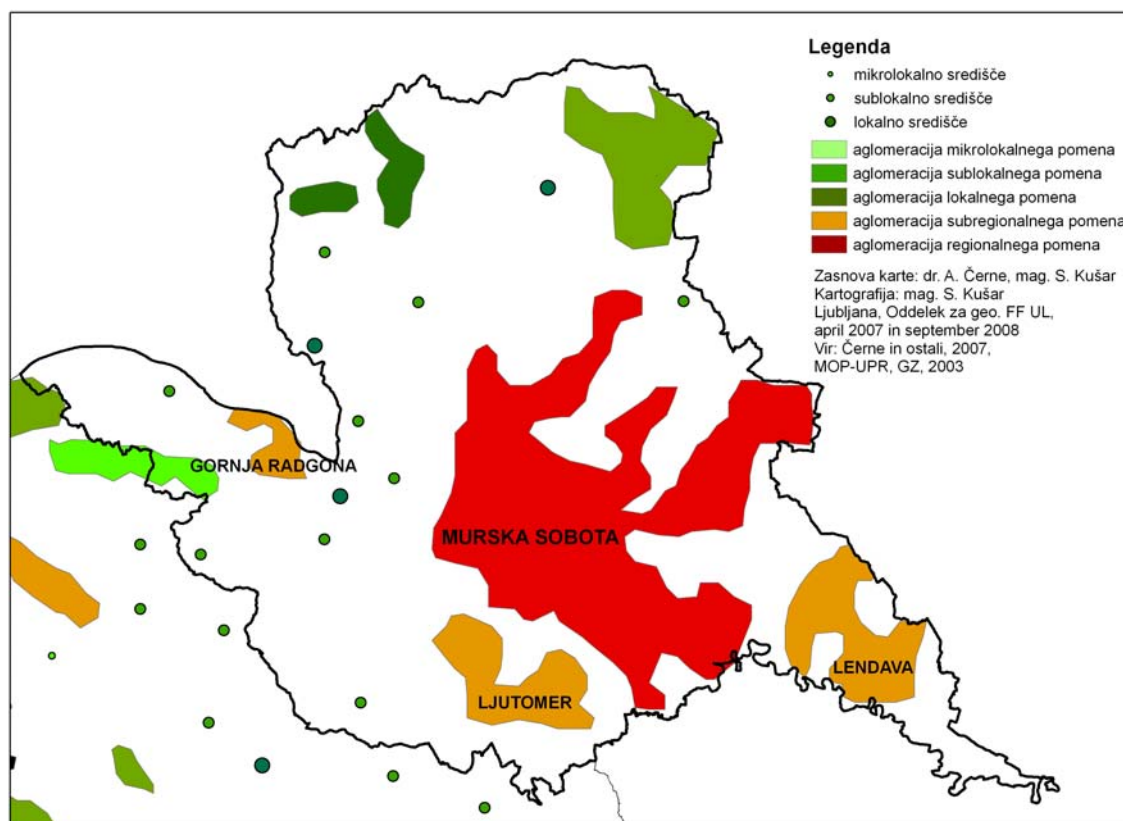 Legenda
mikrolokalno središče
sublokalno središče
lokalno središče
aglomeracija mikrolokalnega pomena
aglomeracija sublokalnega pomena
aglomeracija lokalnega pomena
aglomeracija subregionalnega pomena
aglomeracija regionalnega pomena
Zasnova karte: dr. A. Černe, mag. S. Kušar
Kartografija: mag. S. Kušar
Ljubljana, Oddelek za geo. FF UL,
april 2007 in september 2008
Vir: Černe in ostali, 2007,
MOP-UPR, GZ, 2003
GORNJA RADGONA
MURSKA SOBOTA
LENDAVA
LJUTOMER